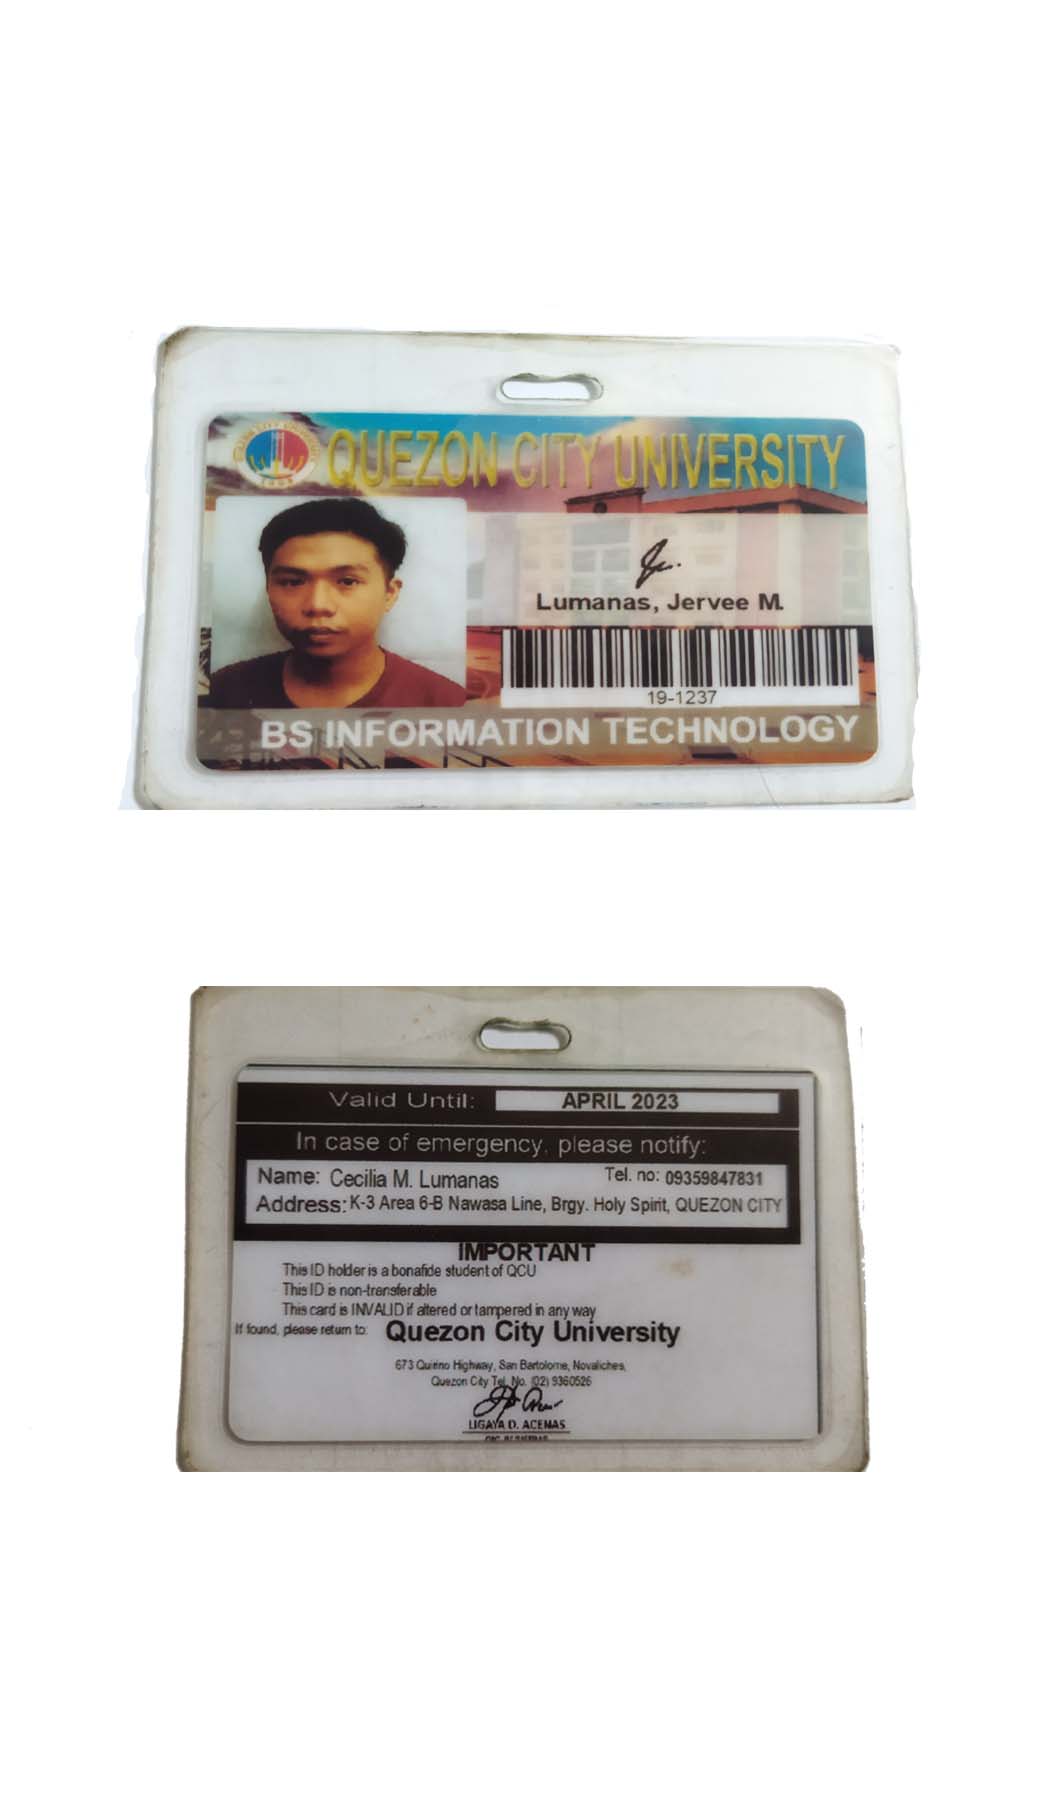 QUEZON CITY UNIVERSITY
Lumanas, Jervee M.
19-1237
BS INFORMATION TECHNOLOGY
Valid Until: APRIL 2023
In case of emergency, please notify:
Name: Cecilia M. Lumanas Tel. no: 09359847831
Address: K-3 Area 6-B Nawasa Line, Brgy. Holy Spirit, QUEZON CITY
IMPORTANT
This ID holder is a bonafide student of QCU
This ID is non-transferable
This card is INVALID if altered or tampered in any way
If found, please return to: Quezon City University
673 Quirino Highway, San Bartolome, Novaliches,
Quezon City Tel. No. (02) 9360526
LIGAYA D. ACENAS